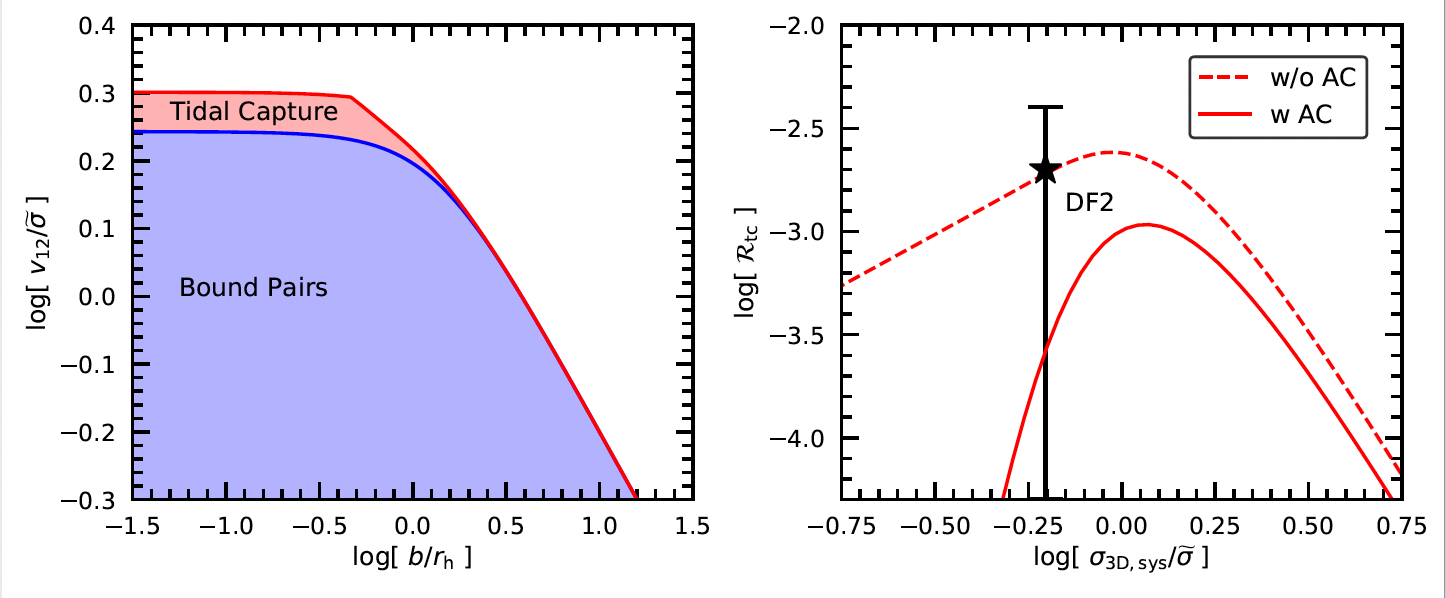 0.4
0.3
0.2
0.1
0.0
−0.1
−0.2
−0.3
log[ v₁₂/σ̃ ]
Tidal Capture
Bound Pairs
−1.5 −1.0 −0.5 0.0 0.5 1.0 1.5
log[ b/rₕ ]
−2.0
−2.5
−3.0
−3.5
−4.0
log[ ℛtc ]
w/o AC
w AC
DF2
−0.75 −0.50 −0.25 0.00 0.25 0.50 0.75
log[ σ3D, sys/σ̃ ]